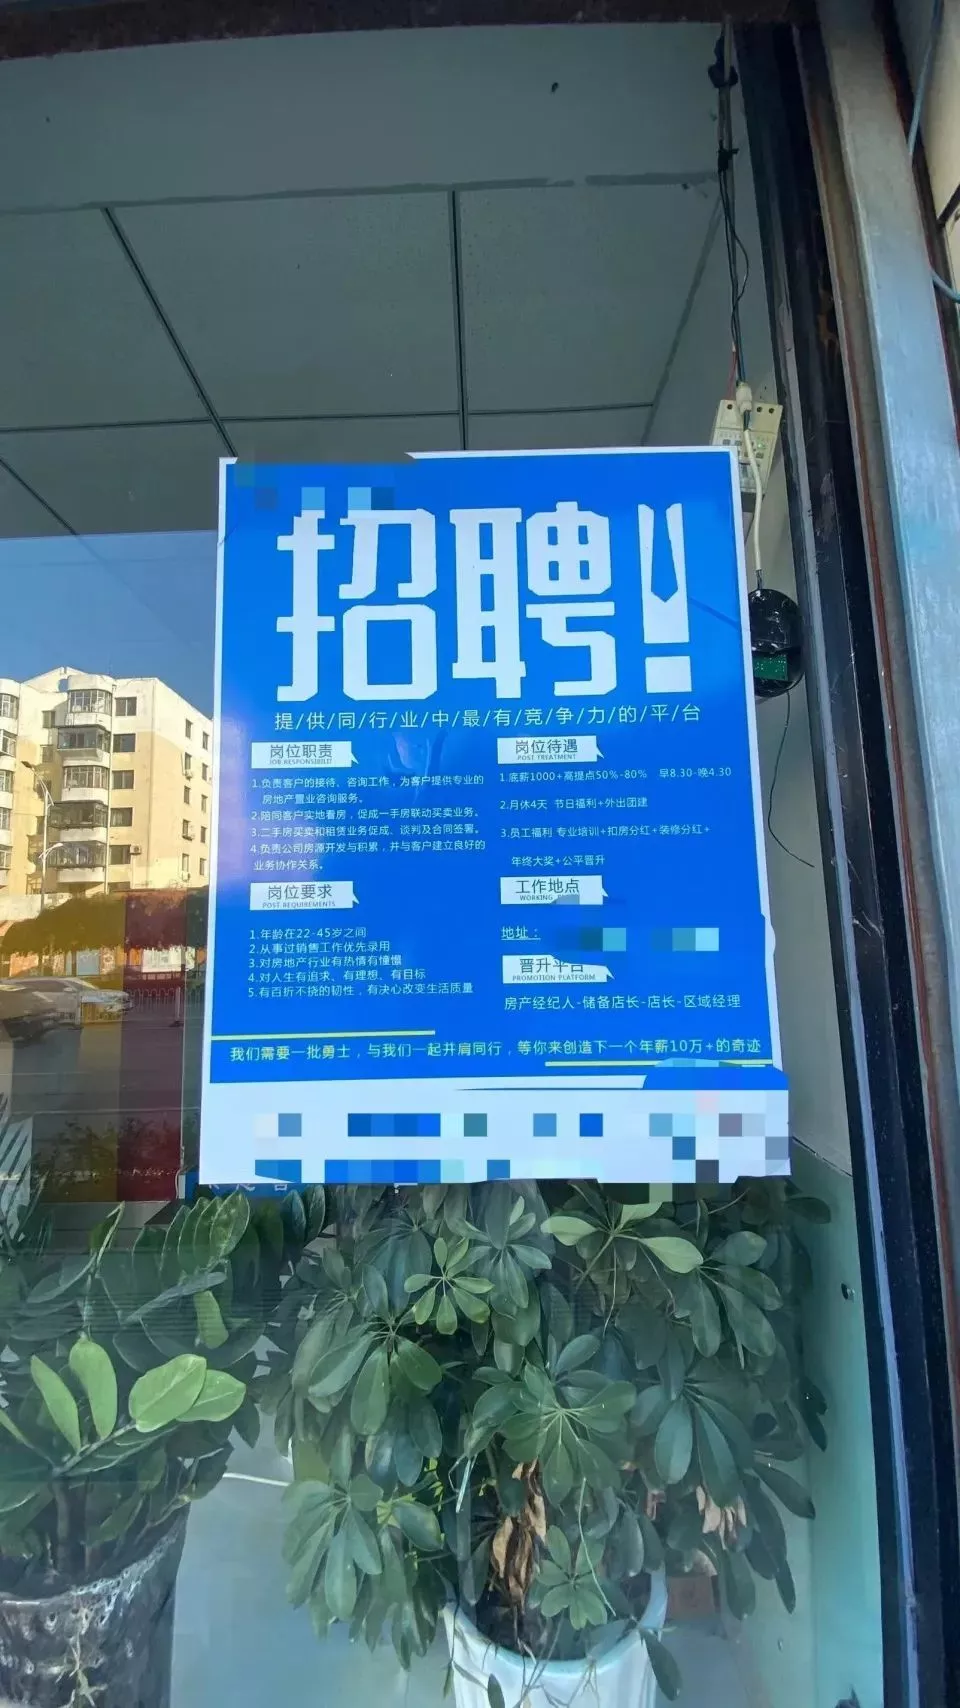 招聘!
提/供/同/行/业/中/最/有/竞/争/力/的/平/台
岗位职责
JOB RESPONSIBILIT
1.负责客户的接待、咨询工作，为客户提供专业的
房地产置业咨询服务。
2.陪同客户实地看房，促成一手房联动买卖业务。
3.二手房买卖和租赁业务促成、谈判及合同签署。
4.负责公司房源开发与积累，并与客户建立良好的
业务协作关系。
岗位要求
POST REQUIREMENTS
1.年龄在22-45岁之间
2.从事过销售工作优先录用
3.对房地产行业有热情有憧憬
4.对人生有追求、有理想、有目标
5.有百折不挠的韧性，有决心改变生活质量
岗位待遇
POST TREATMENT
1.底薪1000+高提点50%-80% 早8.30-晚4.30
2.月休4天 节日福利+外出团建
3.员工福利 专业培训+扣房分红+装修分红+
年终大奖+公平晋升
工作地点
WORKING
地址：
晋升平台
PROMOTION PLATFORM
房产经纪人-储备店长-店长-区域经理
我们需要一批勇士，与我们一起并肩同行，等你来创造下一个年薪10万+的奇迹